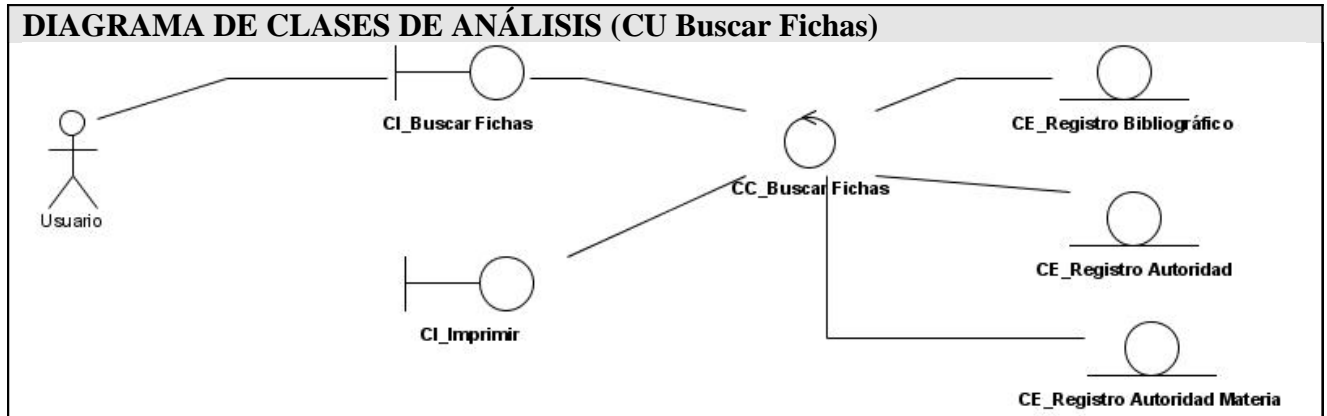 DIAGRAMA DE CLASES DE ANÁLISIS (CU Buscar Fichas)
CI_Buscar Fichas
CE_Registro Bibliográfico
CC_Buscar Fichas
Usuario
CE_Registro Autoridad
CI_Imprimir
CE_Registro Autoridad Materia